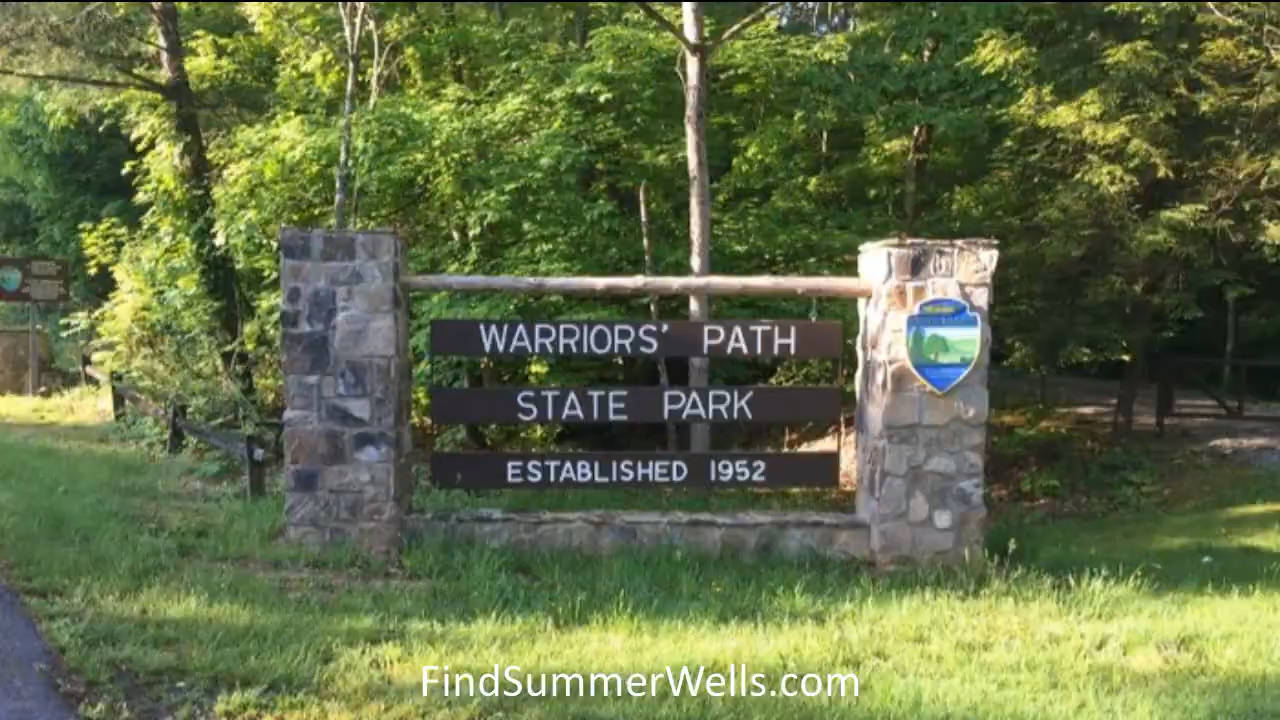 WARRIORS' PATH
STATE PARK
ESTABLISHED 1952
FindSummerWells.com